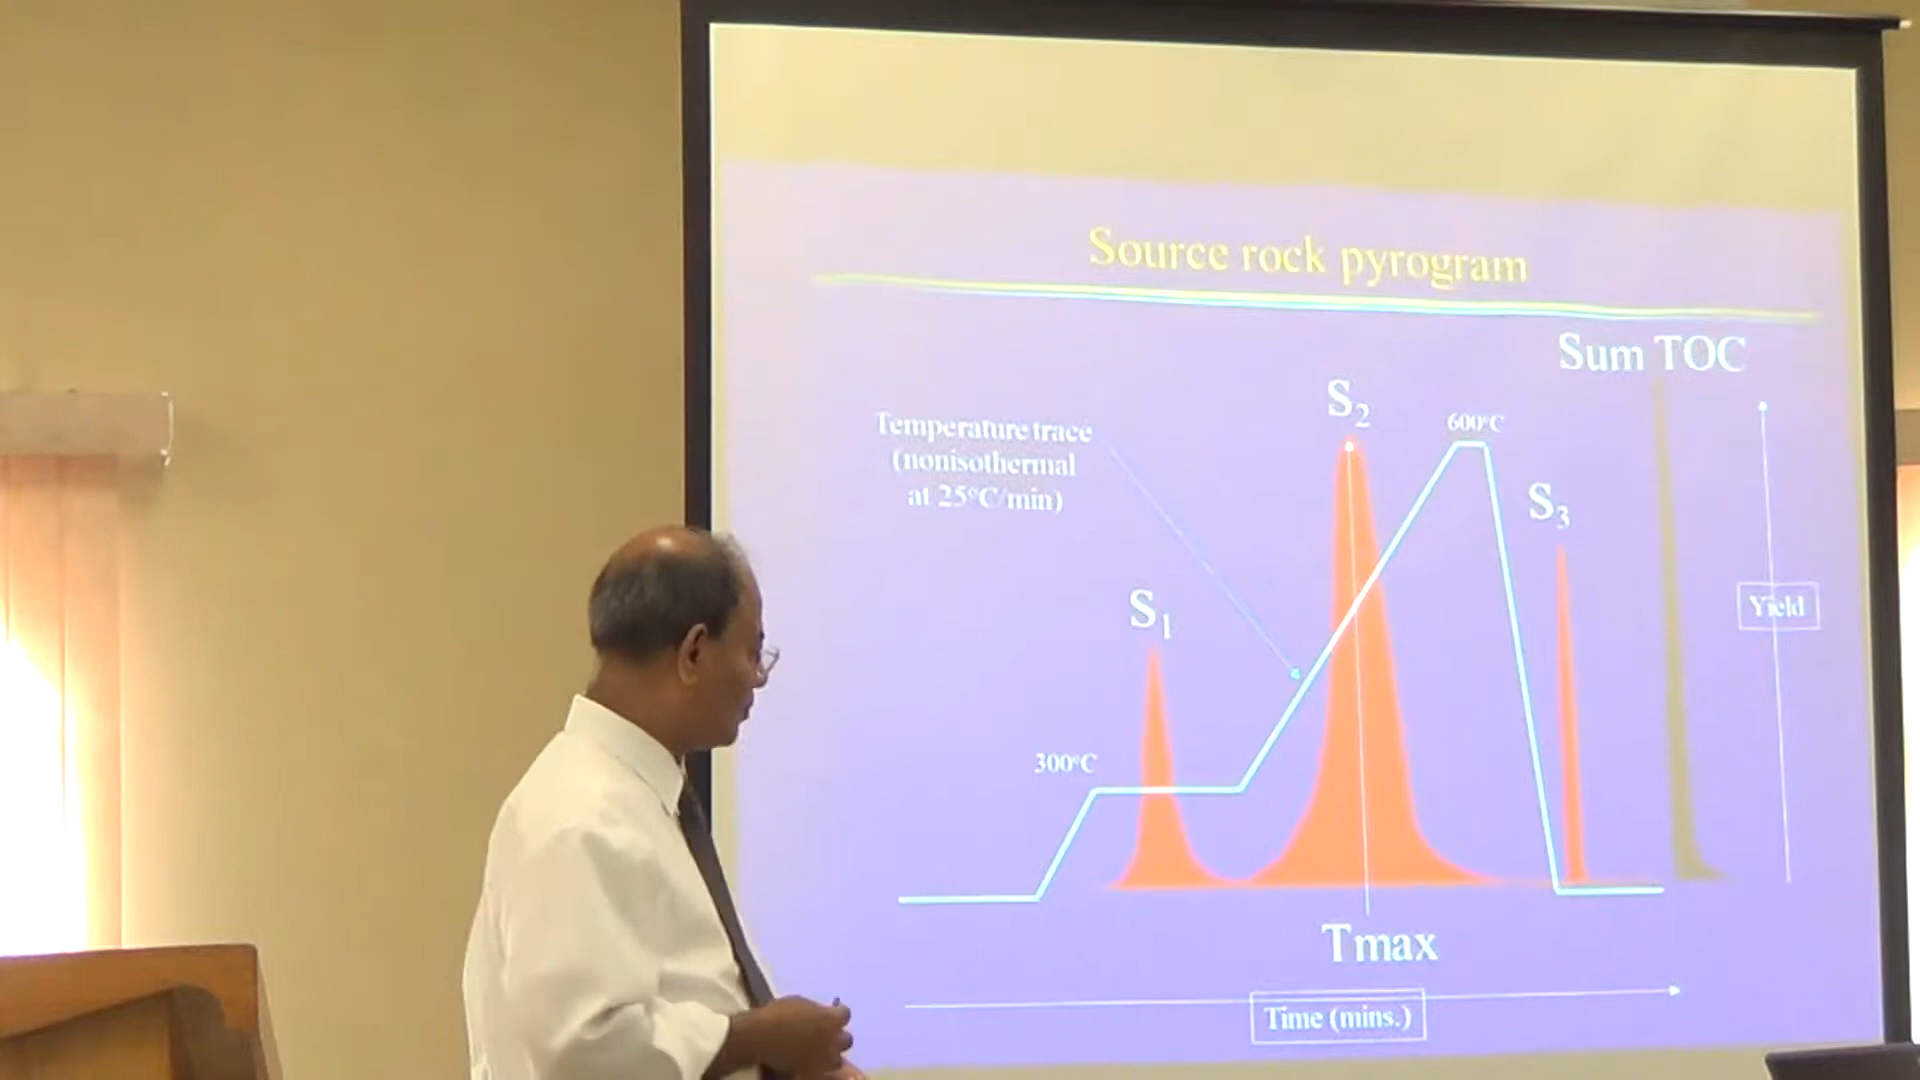 Source rock pyrogram
Sum TOC
S₂
600°C
Temperature trace
(nonisothermal
at 25°C/min)
S₃
S₁
Yield
300°C
Tmax
Time (mins.)